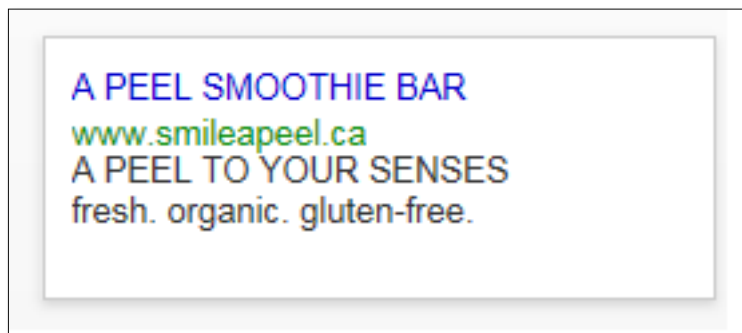 A PEEL SMOOTHIE BAR
www.smileapeel.ca
A PEEL TO YOUR SENSES
fresh. organic. gluten-free.